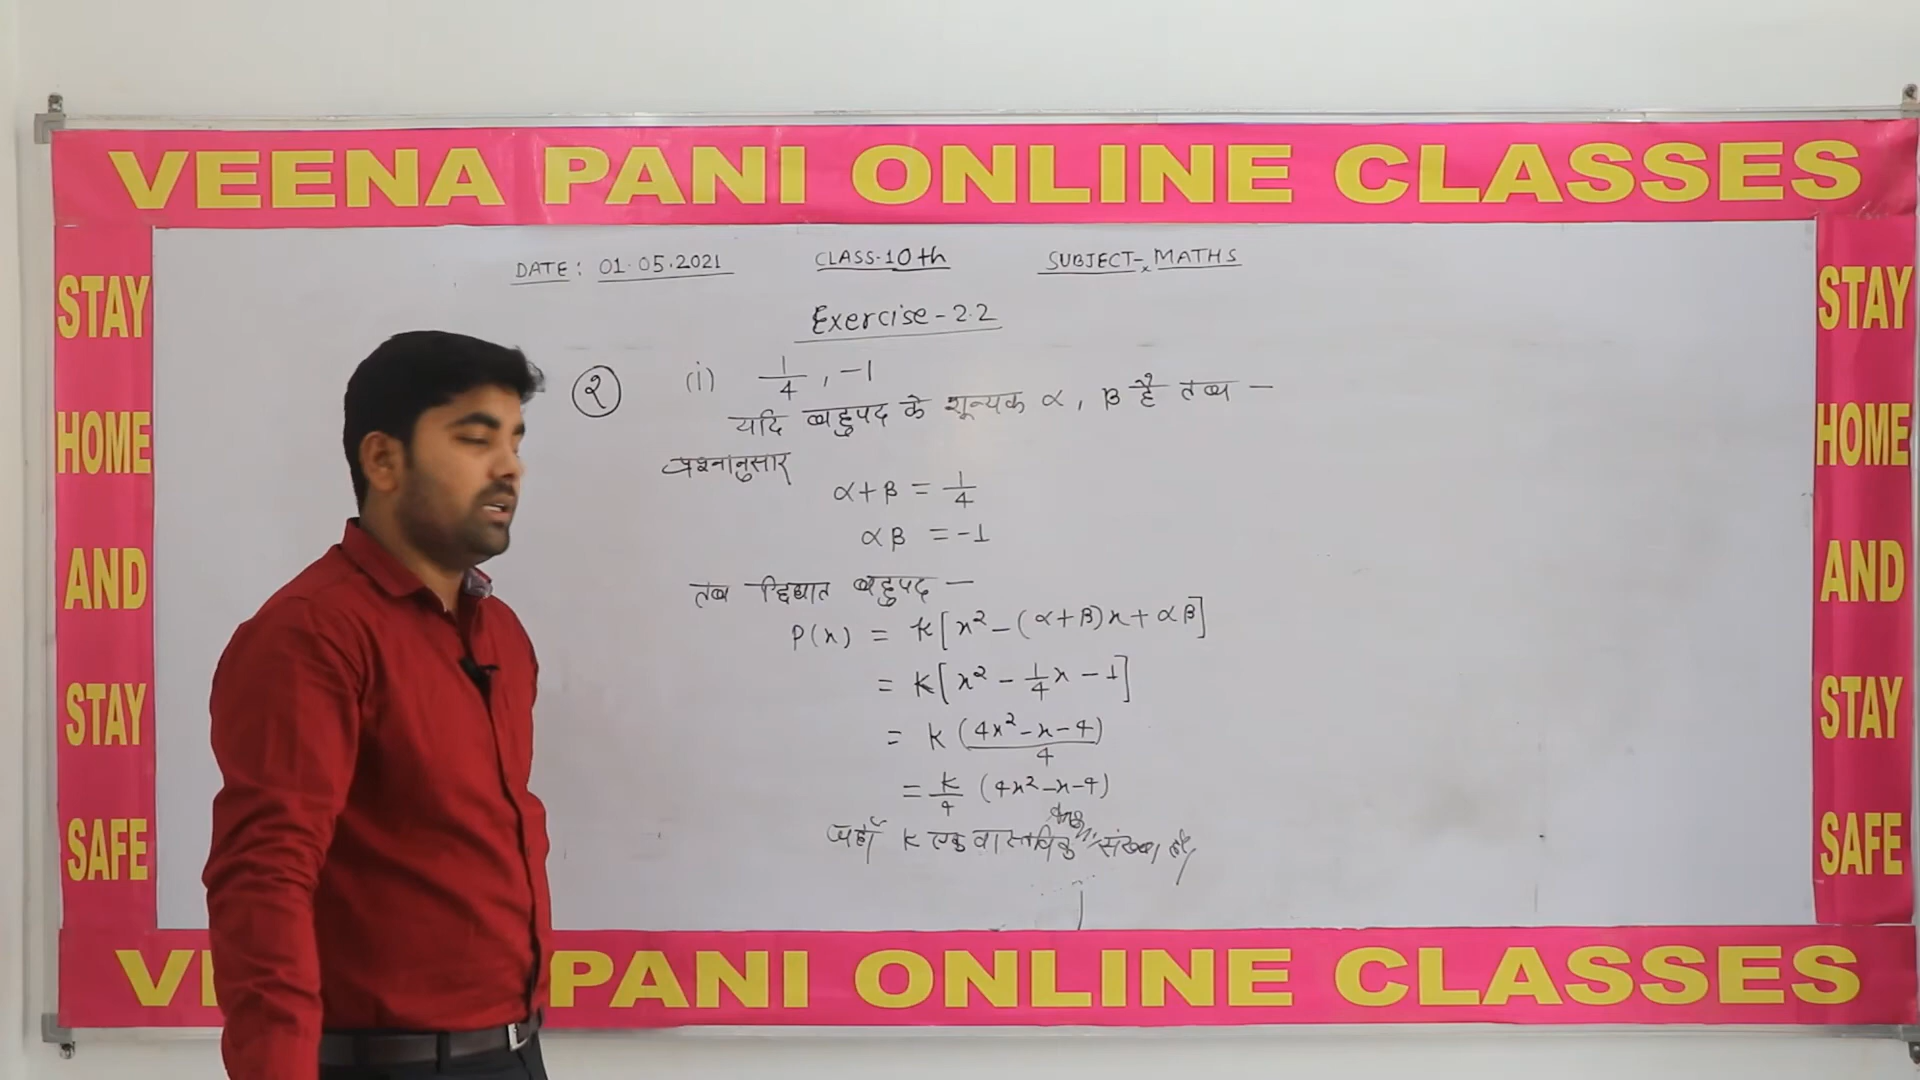 VEENA PANI ONLINE CLASSES
STAY
HOME
AND
STAY
SAFE
DATE: 01.05.2021 CLASS-10th SUBJECT-MATHS
Exercise-2.2
२ (i) 1/4, -1
यदि बहुपद के शून्यक α, β है तब -
प्रश्नानुसार
α+β = 1/4
αβ = -1
तब द्विघात बहुपद -
P(x) = K[x² - (α+β)x + αβ]
= K[x² - 1/4x - 1]
= K (4x²-x-4)/4
= K/4 (4x²-x-4)
जहाँ K एक वास्तविक संख्या है
STAY
HOME
AND
STAY
SAFE
PANI ONLINE CLASSES